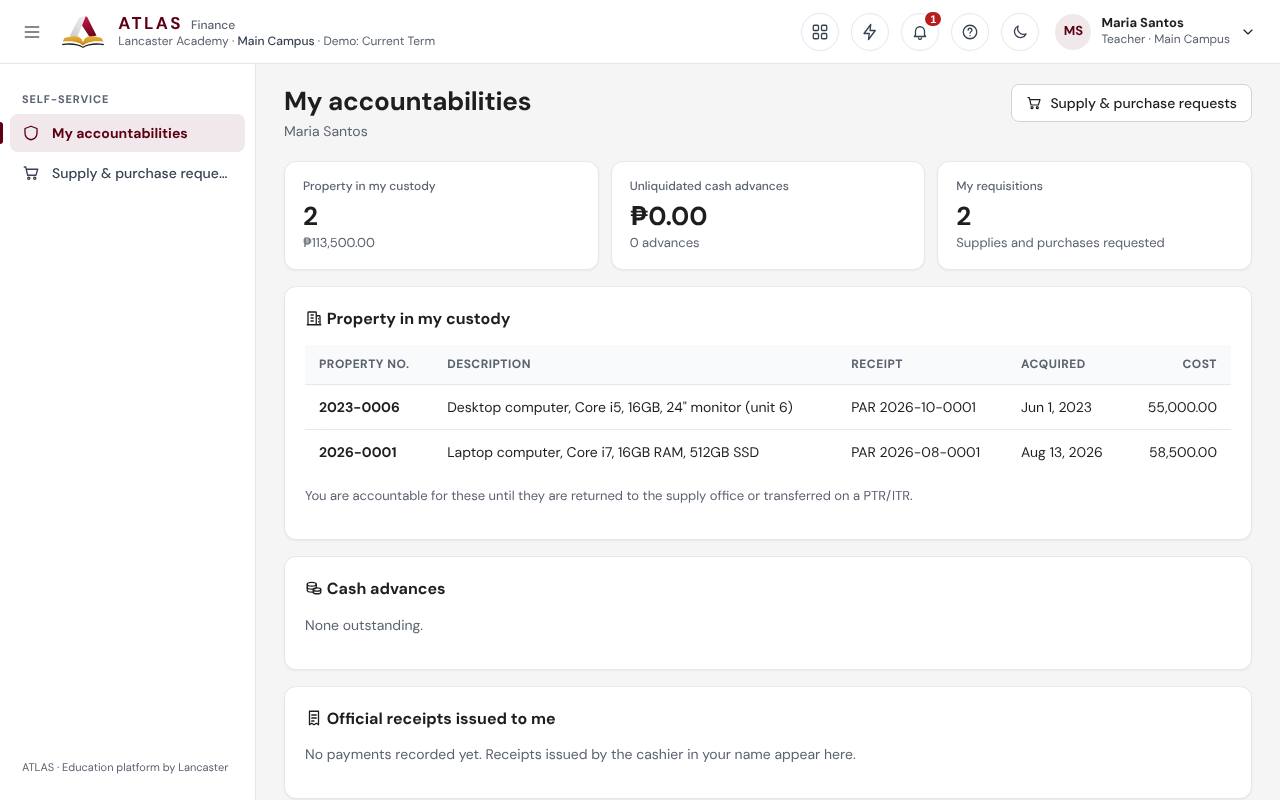 ATLAS Finance
Lancaster Academy · Main Campus · Demo: Current Term
1
MS
Maria Santos
Teacher · Main Campus
SELF-SERVICE
My accountabilities
Supply & purchase reque...
ATLAS · Education platform by Lancaster
My accountabilities
Maria Santos
Supply & purchase requests
Property in my custody
2
₱113,500.00
Unliquidated cash advances
₱0.00
0 advances
My requisitions
2
Supplies and purchases requested
Property in my custody
PROPERTY NO. DESCRIPTION RECEIPT ACQUIRED COST
2023-0006 Desktop computer, Core i5, 16GB, 24" monitor (unit 6) PAR 2026-10-0001 Jun 1, 2023 55,000.00
2026-0001 Laptop computer, Core i7, 16GB RAM, 512GB SSD PAR 2026-08-0001 Aug 13, 2026 58,500.00
You are accountable for these until they are returned to the supply office or transferred on a PTR/ITR.
Cash advances
None outstanding.
Official receipts issued to me
No payments recorded yet. Receipts issued by the cashier in your name appear here.